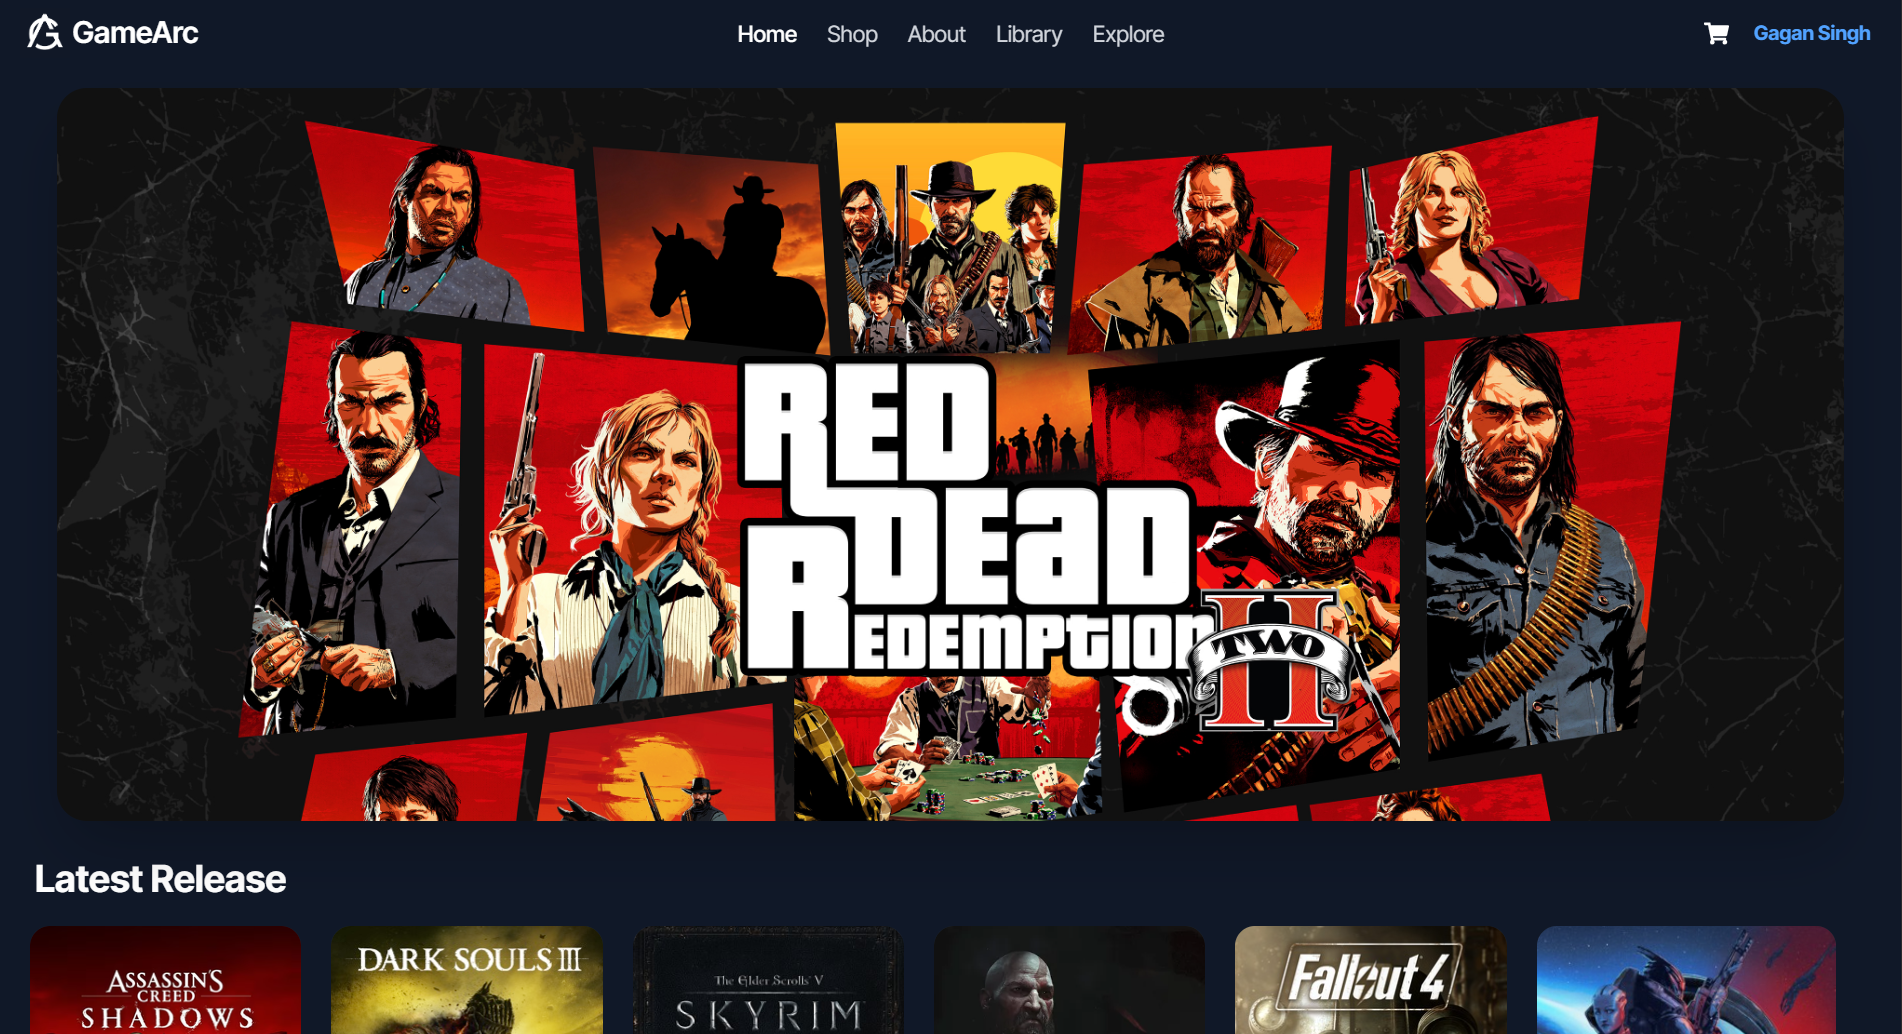 GameArc
Home Shop About Library Explore
Gagan Singh
RED
DEAD
REDEMPTION
II
TWO
Latest Release
ASSASSIN'S
CREED
SHADOWS
DARK SOULS III
The Elder Scrolls V
SKYRIM
Fallout 4